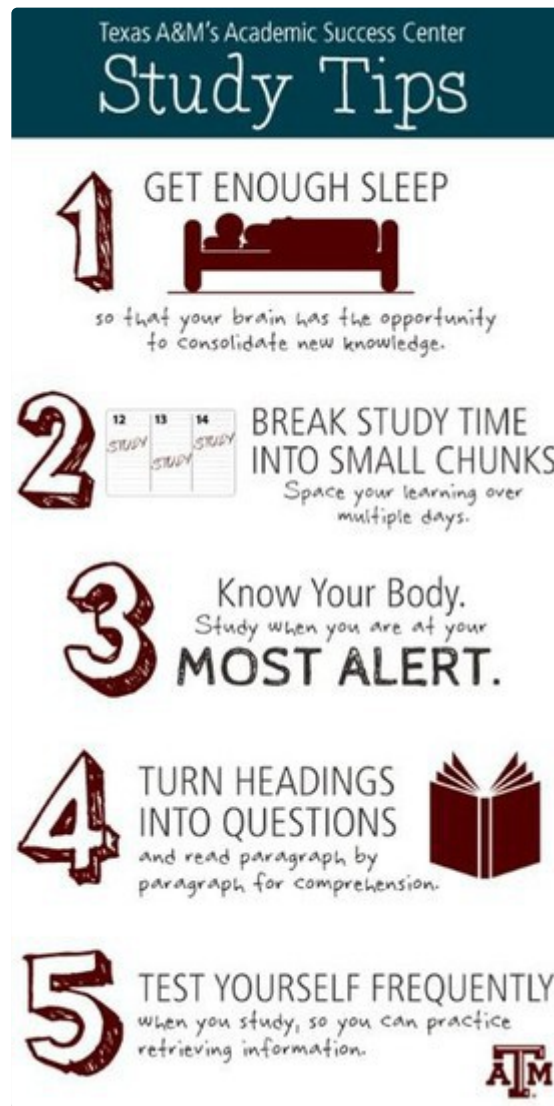 Texas A&M's Academic Success Center
Study Tips
1
GET ENOUGH SLEEP
so that your brain has the opportunity
to consolidate new knowledge.
2
12 13 14
STUDY STUDY STUDY
BREAK STUDY TIME
INTO SMALL CHUNKS
Space your learning over
multiple days.
3
Know Your Body.
Study when you are at your
MOST ALERT.
4
TURN HEADINGS
INTO QUESTIONS
and read paragraph by
paragraph for comprehension.
5
TEST YOURSELF FREQUENTLY
when you study, so you can practice
retrieving information.
ATM